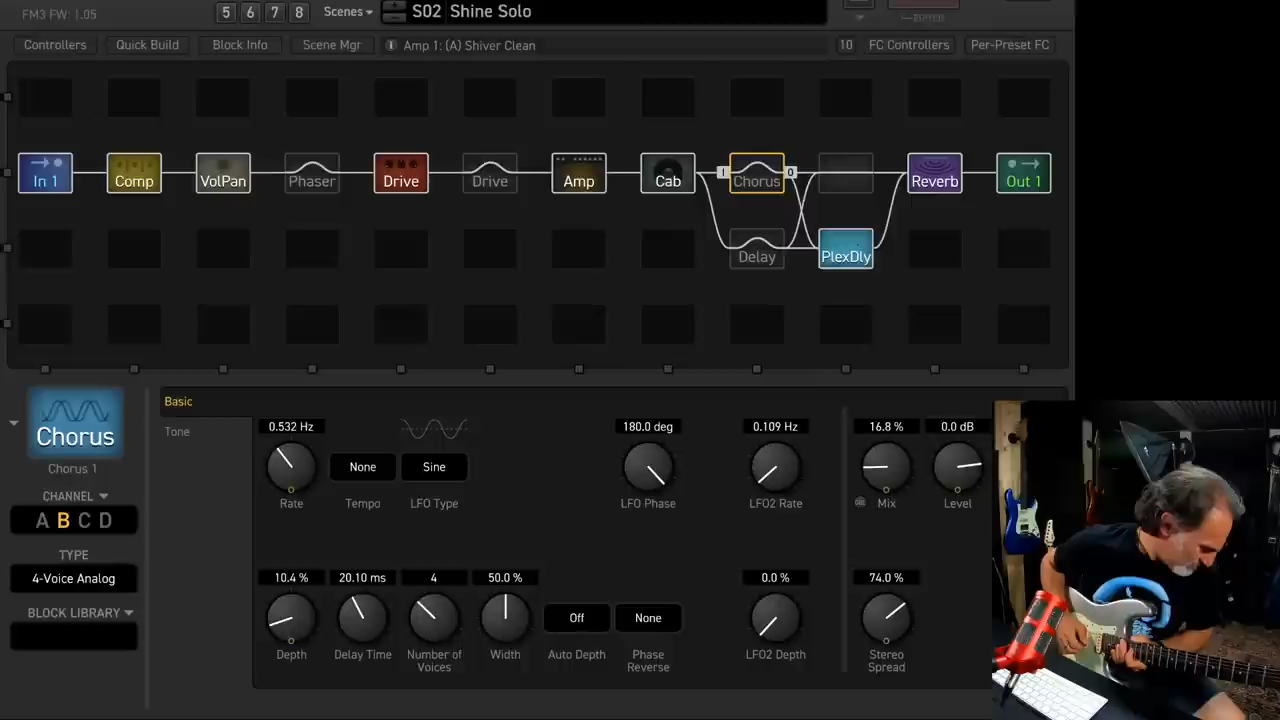 FM3 FW: 1.05
5 6 7 8 Scenes S02 Shine Solo
Controllers Quick Build Block Info Scene Mgr Amp 1: (A) Shiver Clean 10 FC Controllers Per-Preset FC
In 1 Comp VolPan Phaser Drive Drive Amp Cab I Chorus O Reverb Out 1
Delay PlexDly
Chorus
Chorus 1
CHANNEL
A B C D
TYPE
4-Voice Analog
BLOCK LIBRARY
Basic
Tone
0.532 Hz 180.0 deg 0.109 Hz 16.8 % 0.0 dB
None Sine
Rate Tempo LFO Type LFO Phase LFO2 Rate Mix Level
10.4 % 20.10 ms 4 50.0 % 0.0 % 74.0 %
Off None
Depth Delay Time Number of Voices Width Auto Depth Phase Reverse LFO2 Depth Stereo Spread